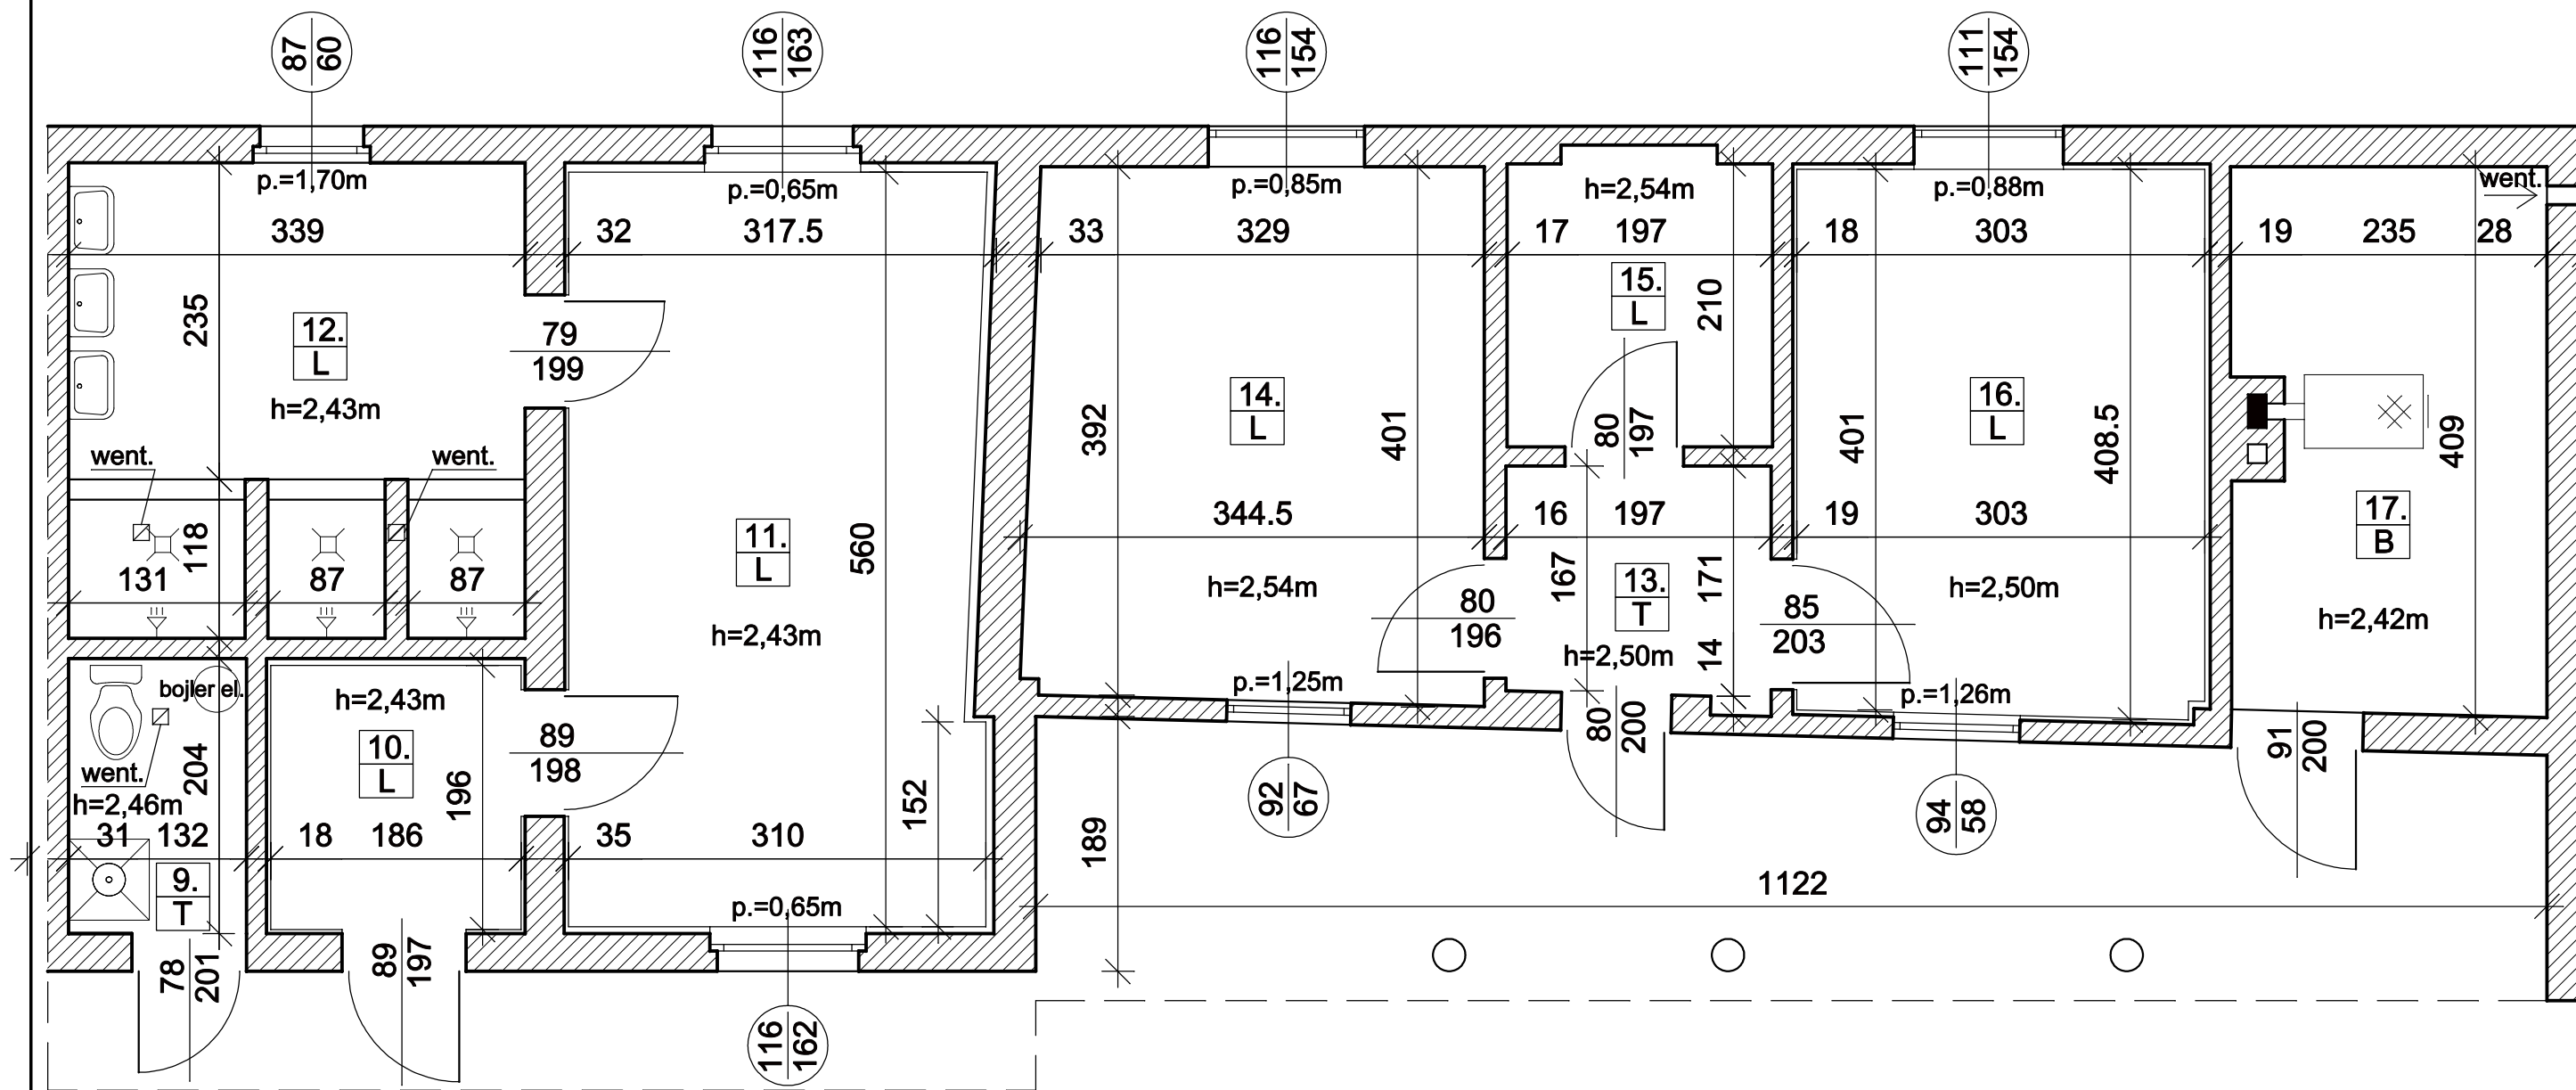 87
60
116
163
116
154
111
154
p.=1,70m
p.=0,65m
p.=0,85m
h=2,54m
p.=0,88m
went.
339
32
317.5
33
329
17
197
18
303
19
235
28
235
12.
L
h=2,43m
79
199
15.
L
210
392
14.
L
401
80
197
401
16.
L
408.5
409
went.
went.
118
131
87
87
11.
L
560
h=2,43m
344.5
16
197
19
303
17.
B
h=2,54m
167
13.
T
171
h=2,50m
h=2,42m
80
196
85
203
14
h=2,50m
bojler el.
h=2,43m
p.=1,25m
p.=1,26m
204
10.
L
196
89
198
went.
h=2,46m
31
132
18
186
35
310
152
189
92
67
80
200
94
58
91
200
1122
9.
T
p.=0,65m
78
201
89
197
116
162